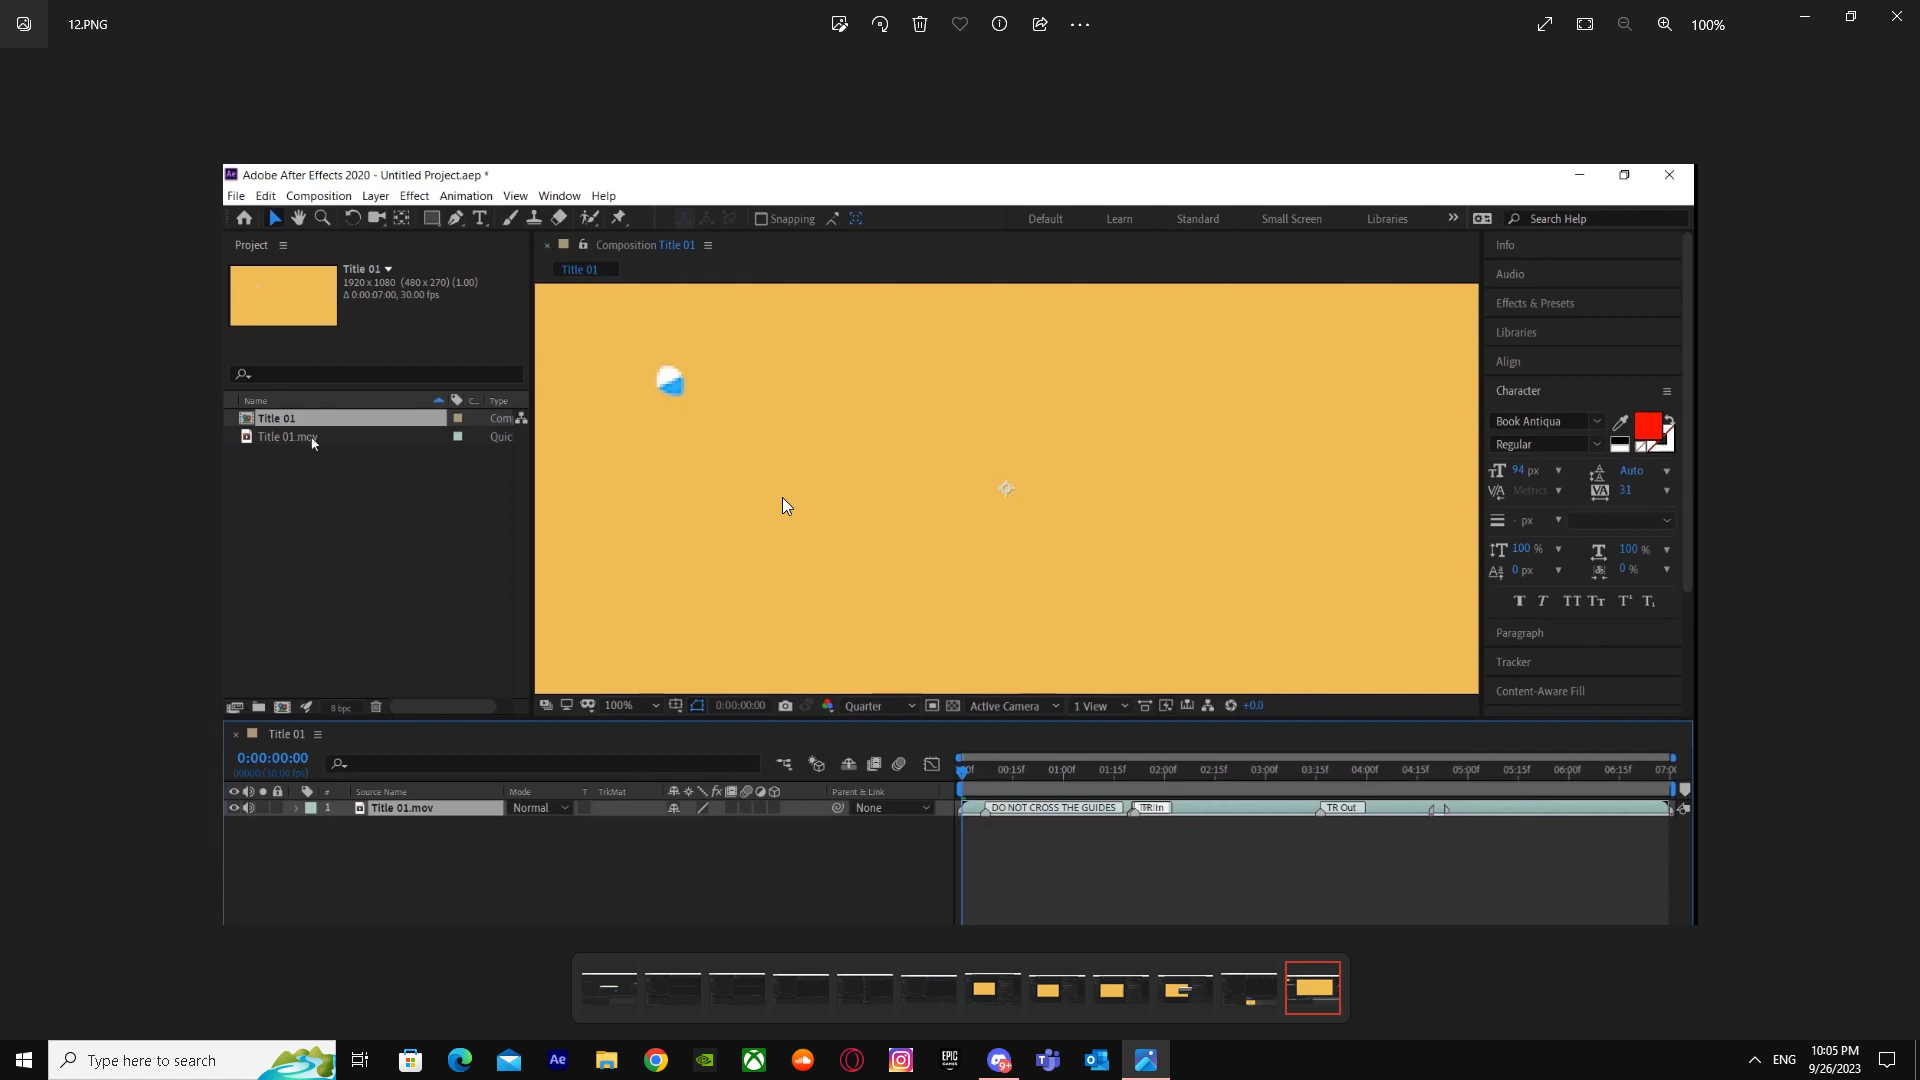 12.PNG
100%
Adobe After Effects 2020 - Untitled Project.aep *
File Edit Composition Layer Effect Animation View Window Help
Snapping Default Learn Standard Small Screen Libraries Search Help
Project
Title 01
1920 x 1080 (480 x 270) (1.00)
Δ 0:00:07:00, 30.00 fps
Name C... Type
Title 01 Com
Title 01.mov Quic
Composition Title 01
Title 01
Info
Audio
Effects & Presets
Libraries
Align
Character
Book Antiqua
Regular
94 px Auto
Metrics 31
- px
100 % 100 %
0 px 0 %
T T TT Tt T¹ T₁
Paragraph
Tracker
Content-Aware Fill
8 bpc
100% 0:00:00:00 Quarter Active Camera 1 View +0.0
Title 01
0:00:00:00
00000 (30.00 fps)
00:15f 01:00f 01:15f 02:00f 02:15f 03:00f 03:15f 04:00f 04:15f 05:00f 05:15f 06:00f 06:15f
# Source Name Mode T TrkMat Parent & Link
1 Title 01.mov Normal None
DO NOT CROSS THE GUIDES TR In TR Out
Type here to search
Ae
EPIC GAMES
9+
ENG
10:05 PM
9/26/2023